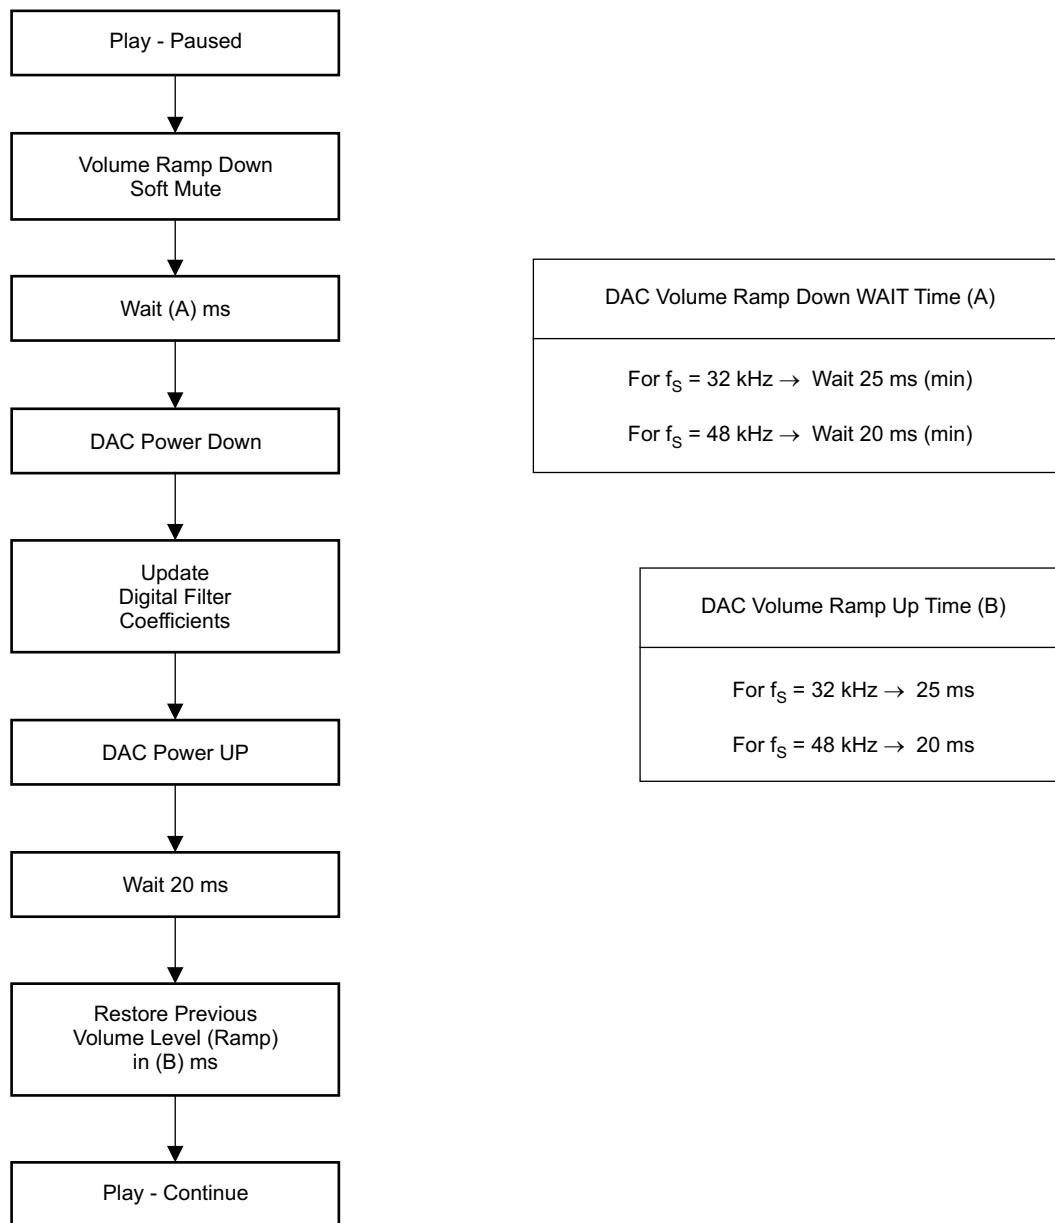 Play - Paused
Volume Ramp Down
Soft Mute
Wait (A) ms
DAC Power Down
Update
Digital Filter
Coefficients
DAC Power UP
Wait 20 ms
Restore Previous
Volume Level (Ramp)
in (B) ms
Play - Continue
DAC Volume Ramp Down WAIT Time (A)
For fS = 32 kHz → Wait 25 ms (min)
For fS = 48 kHz → Wait 20 ms (min)
DAC Volume Ramp Up Time (B)
For fS = 32 kHz → 25 ms
For fS = 48 kHz → 20 ms